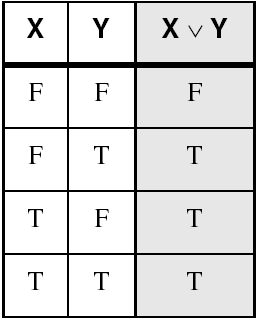 X Y X ∨ Y
F F F
F T T
T F T
T T T